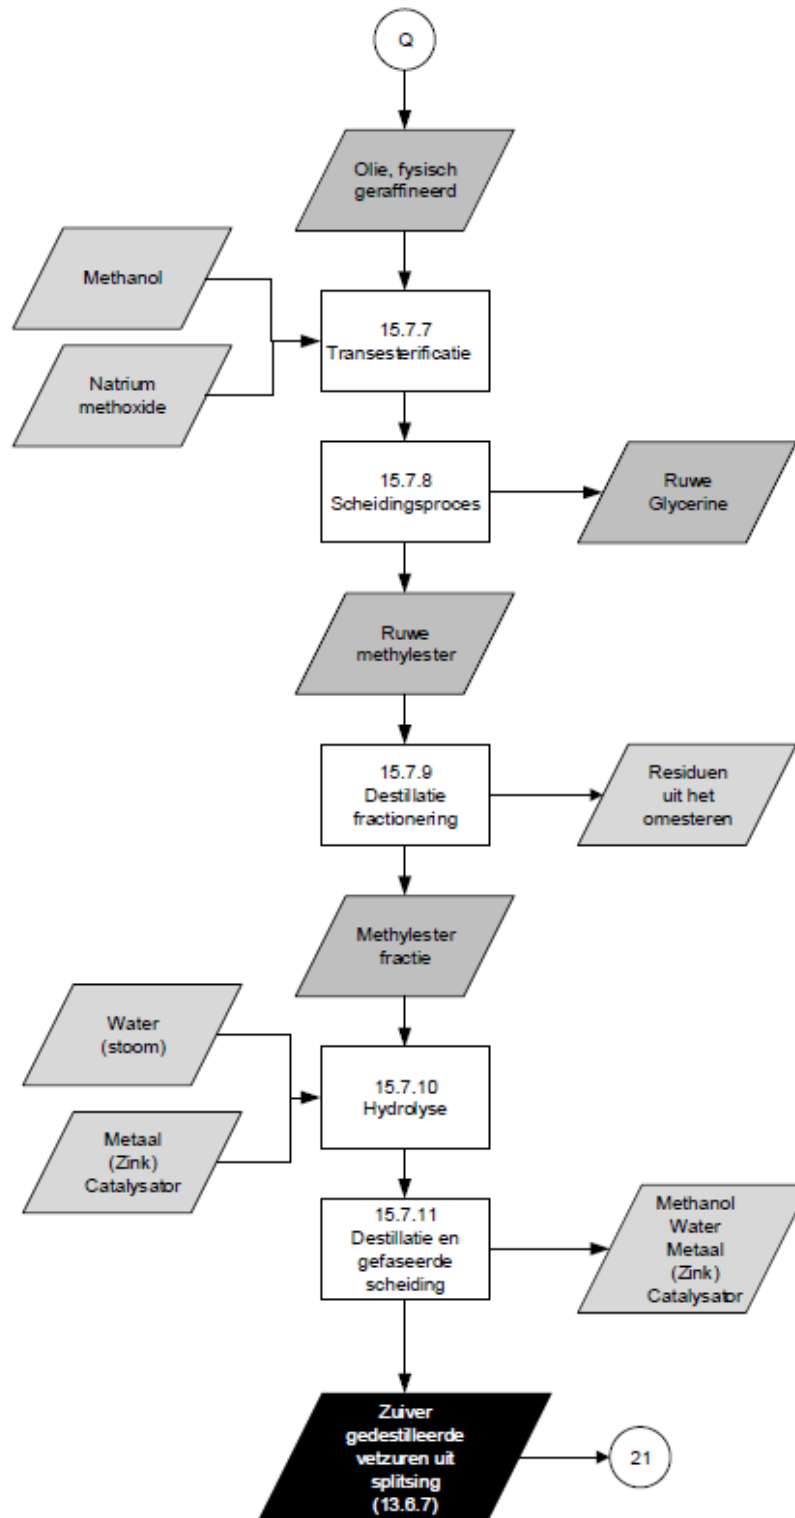 Q
Olie, fysisch
geraffineerd
Methanol
Natrium
methoxide
15.7.7
Transesterificatie
15.7.8
Scheidingsproces
Ruwe
Glycerine
Ruwe
methylester
15.7.9
Destillatie
fractionering
Residuen
uit het
omesteren
Methylester
fractie
Water
(stoom)
Metaal
(Zink)
Catalysator
15.7.10
Hydrolyse
15.7.11
Destillatie en
gefaseerde
scheiding
Methanol
Water
Metaal
(Zink)
Catalysator
Zuiver
gedestilleerde
vetzuren uit
splitsing
(13.6.7)
21